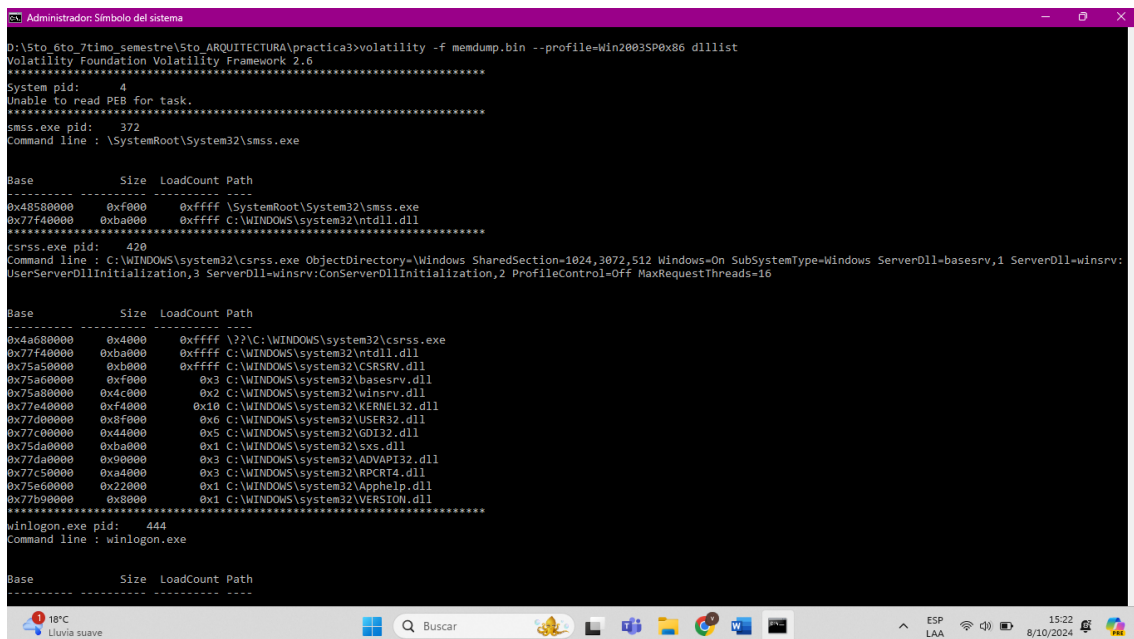 Administrador: Símbolo del sistema
D:\5to_6to_7timo_semestre\5to_ARQUITECTURA\practica3>volatility -f memdump.bin --profile=Win2003SP0x86 dlllist
Volatility Foundation Volatility Framework 2.6
************************************************************************
System pid:      4
Unable to read PEB for task.
************************************************************************
smss.exe pid:    372
Command line : \SystemRoot\System32\smss.exe
Base             Size  LoadCount Path
---------- ---------- ---------- ----
0x48580000     0xf000     0xffff \SystemRoot\System32\smss.exe
0x77f40000    0xba000     0xffff C:\WINDOWS\system32\ntdll.dll
************************************************************************
csrss.exe pid:    420
Command line : C:\WINDOWS\system32\csrss.exe ObjectDirectory=\Windows SharedSection=1024,3072,512 Windows=On SubSystemType=Windows ServerDll=basesrv,1 ServerDll=winsrv:
UserServerDllInitialization,3 ServerDll=winsrv:ConServerDllInitialization,2 ProfileControl=Off MaxRequestThreads=16
Base             Size  LoadCount Path
---------- ---------- ---------- ----
0x4a680000     0x4000     0xffff \??\C:\WINDOWS\system32\csrss.exe
0x77f40000    0xba000     0xffff C:\WINDOWS\system32\ntdll.dll
0x75a50000     0xb000     0xffff C:\WINDOWS\system32\CSRSRV.dll
0x75a60000     0xf000        0x3 C:\WINDOWS\system32\basesrv.dll
0x75a80000    0x4c000        0x2 C:\WINDOWS\system32\winsrv.dll
0x77e40000    0xf4000       0x10 C:\WINDOWS\system32\KERNEL32.dll
0x77d00000    0x8f000        0x6 C:\WINDOWS\system32\USER32.dll
0x77c00000    0x44000        0x5 C:\WINDOWS\system32\GDI32.dll
0x75da0000    0xba000        0x1 C:\WINDOWS\system32\sxs.dll
0x77da0000    0x90000        0x3 C:\WINDOWS\system32\ADVAPI32.dll
0x77c50000    0xa4000        0x3 C:\WINDOWS\system32\RPCRT4.dll
0x75e60000    0x22000        0x1 C:\WINDOWS\system32\Apphelp.dll
0x77b90000     0x8000        0x1 C:\WINDOWS\system32\VERSION.dll
************************************************************************
winlogon.exe pid:    444
Command line : winlogon.exe
Base             Size  LoadCount Path
---------- ---------- ---------- ----
1
18°C
Lluvia suave
Buscar
ESP
LAA
15:22
8/10/2024
PRE